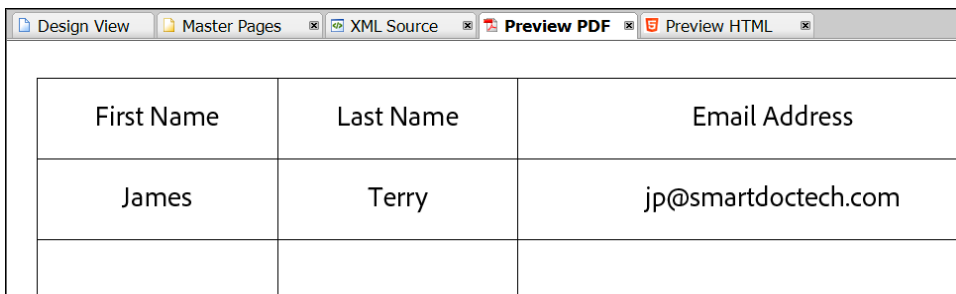 Design View Master Pages XML Source Preview PDF Preview HTML
First Name Last Name Email Address
James Terry jp@smartdoctech.com